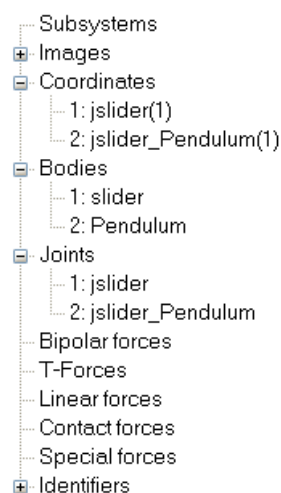 Subsystems
Images
Coordinates
1: jslider(1)
2: jslider_Pendulum(1)
Bodies
1: slider
2: Pendulum
Joints
1: jslider
2: jslider_Pendulum
Bipolar forces
T-Forces
Linear forces
Contact forces
Special forces
Identifiers